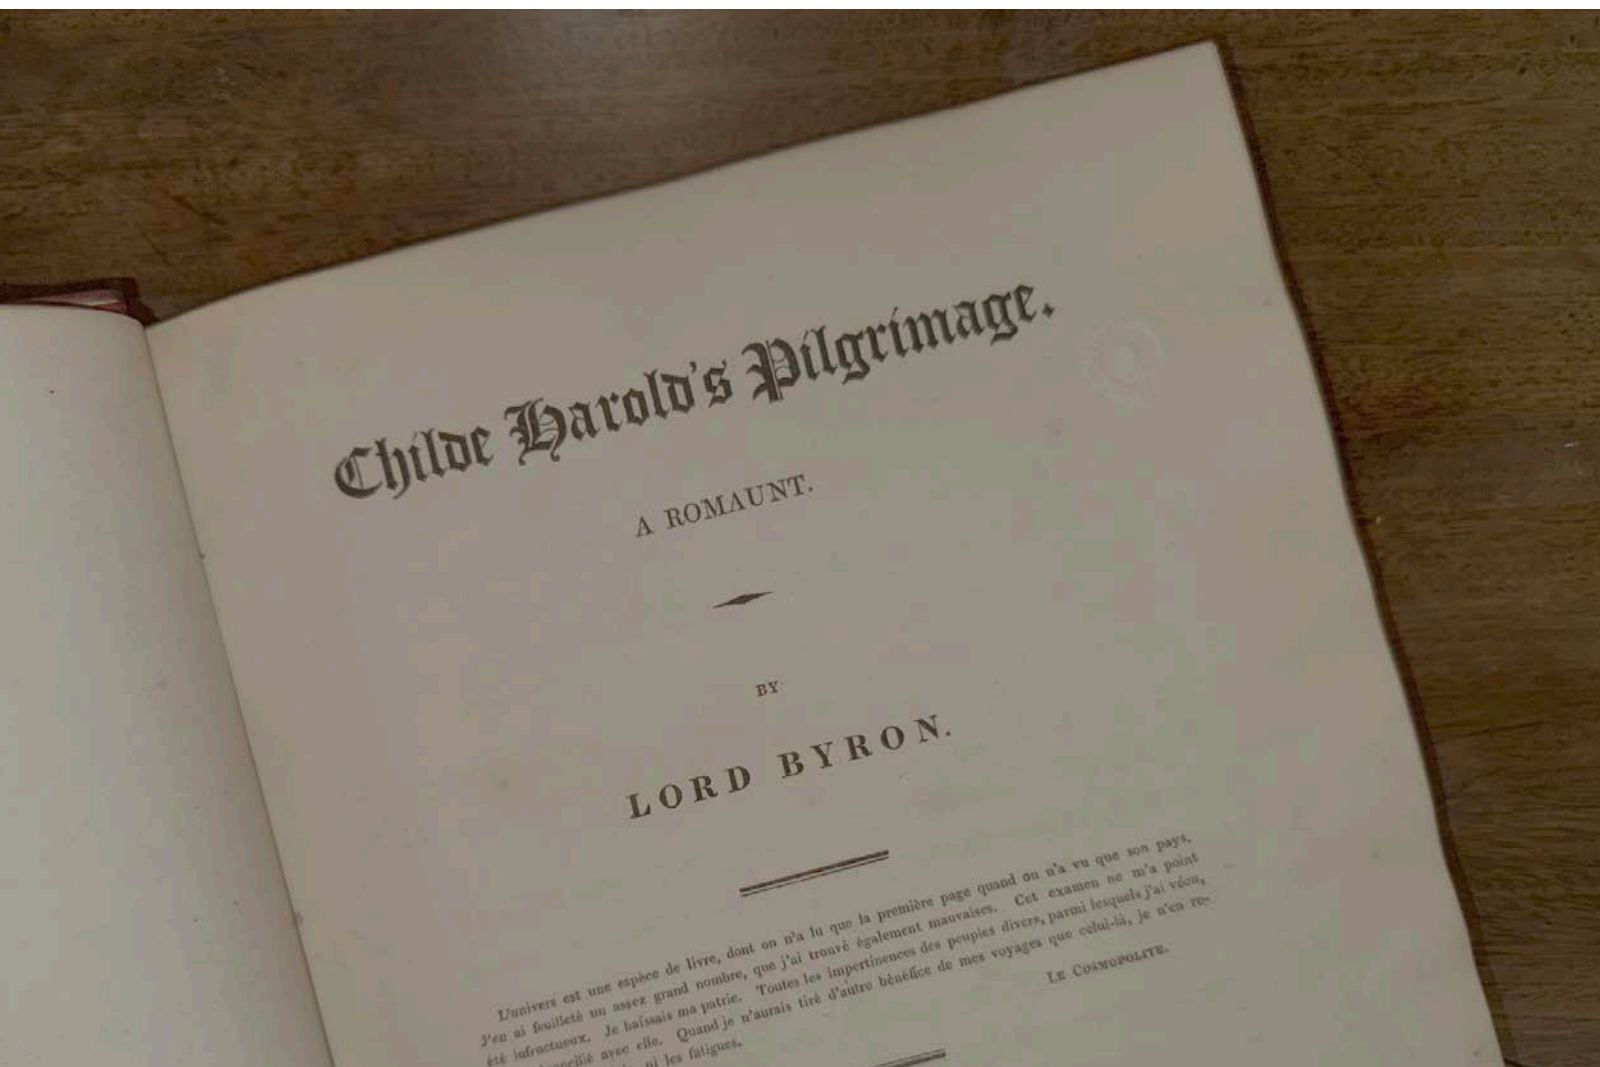 Childe Harold's Pilgrimage.
A ROMAUNT.
BY
LORD BYRON.
L'univers est une espèce de livre, dont on n'a lu que la première page quand on n'a vu que son pays.
J'en ai feuilleté un assez grand nombre, que j'ai trouvé également mauvaises. Cet examen ne m'a point
été infructueux. Je haïssais ma patrie. Toutes les impertinences des peuples divers, parmi lesquels j'ai vécu,
avec elle. Quand je n'aurais tiré d'autre bénéfice de mes voyages que celui-là, je n'en re-
ni les fatigues.
LE COSMOPOLITE.